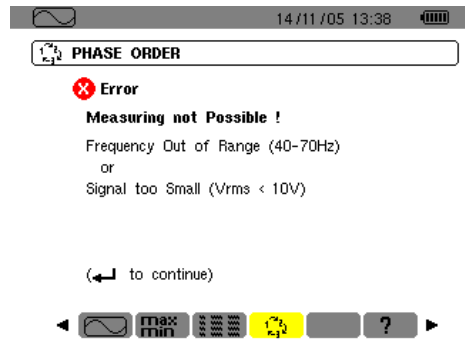 14/11/05 13:38
PHASE ORDER
Error
Measuring not Possible !
Frequency Out of Range (40-70Hz)
or
Signal too Small (Vrms < 10V)
(↵ to continue)
max
min
?